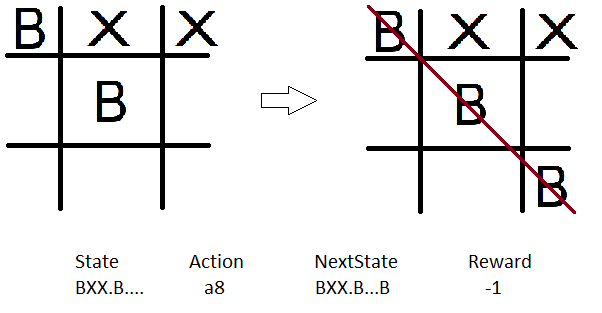 B X X B X X
B B
B
State Action NextState Reward
BXX.B.... a8 BXX.B...B -1